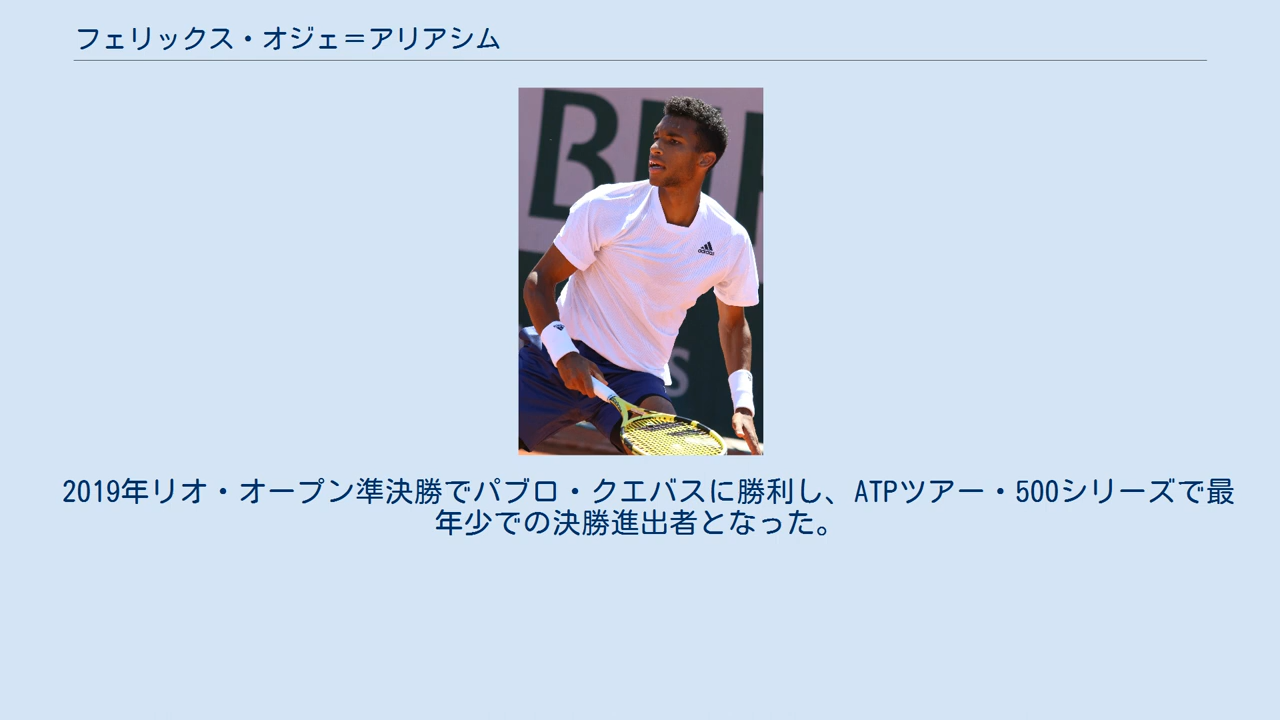 フェリックス・オジェ＝アリアシム
adidas
2019年リオ・オープン準決勝でパブロ・クエバスに勝利し、ATPツアー・500シリーズで最
年少での決勝進出者となった。